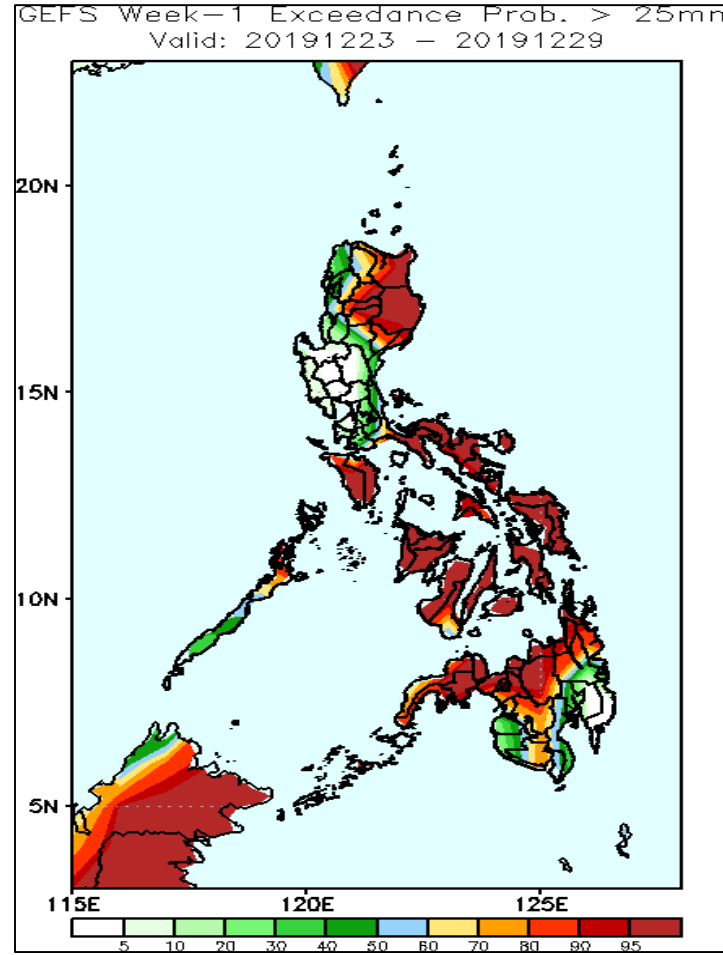 GEFS Week-1 Exceedance Prob. > 25mm
Valid: 20191223 - 20191229
20N
15N
10N
5N
115E 120E 125E
5 10 20 30 40 50 60 70 80 90 95